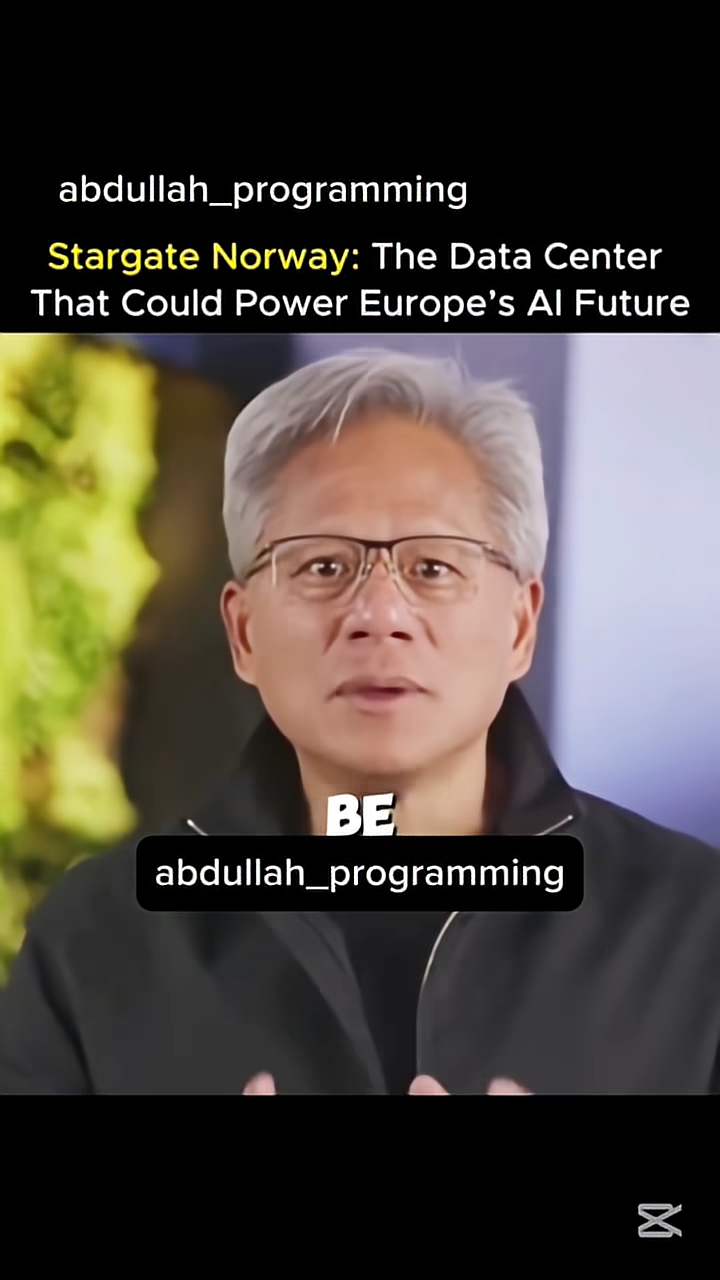 abdullah_programming
Stargate Norway: The Data Center
That Could Power Europe's AI Future
BE
abdullah_programming